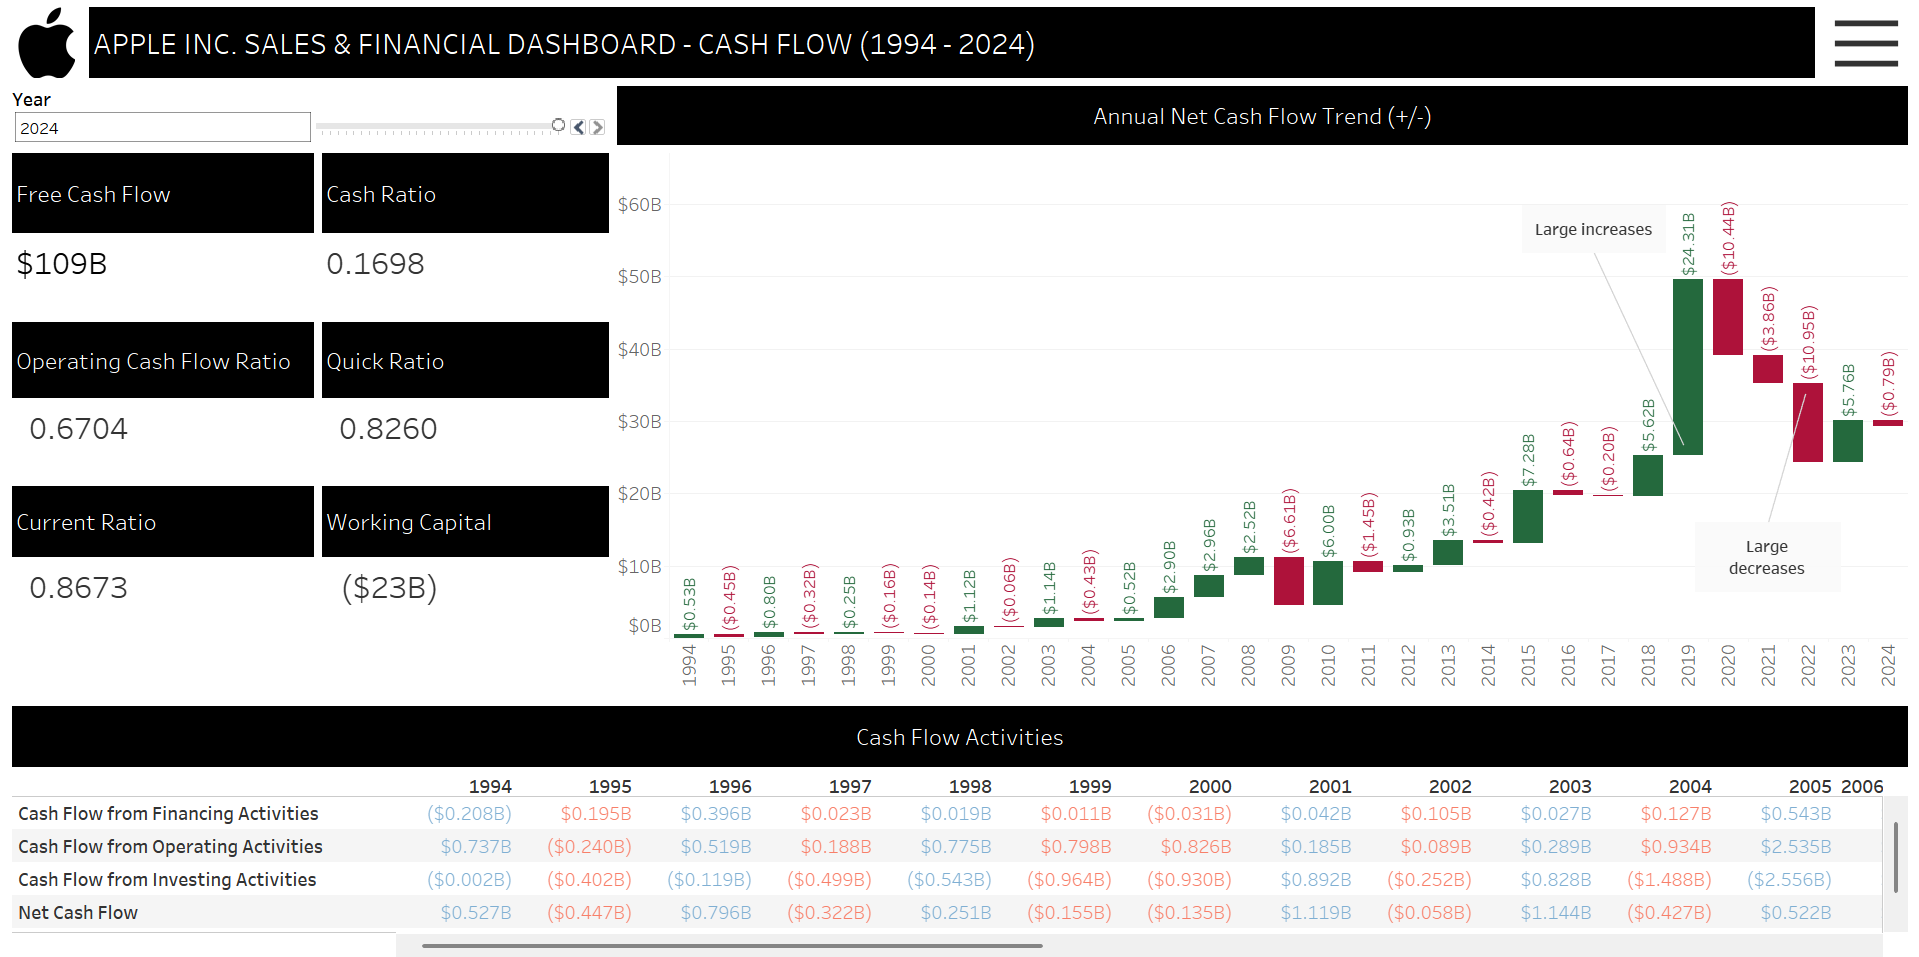 APPLE INC. SALES & FINANCIAL DASHBOARD - CASH FLOW (1994 - 2024)
Year
2024
Free Cash Flow
Cash Ratio
$109B
0.1698
Operating Cash Flow Ratio
Quick Ratio
0.6704
0.8260
Current Ratio
Working Capital
0.8673
($23B)
Annual Net Cash Flow Trend (+/-)
$60B
$50B
$40B
$30B
$20B
$10B
$0B
Large increases
Large
decreases
$0.53B
($0.45B)
$0.80B
($0.32B)
$0.25B
($0.16B)
($0.14B)
$1.12B
($0.06B)
$1.14B
($0.43B)
$0.52B
$2.90B
$2.96B
$2.52B
($6.61B)
$6.00B
($1.45B)
$0.93B
$3.51B
($0.42B)
$7.28B
($0.64B)
($0.20B)
$5.62B
$24.31B
($10.44B)
($3.86B)
($10.95B)
$5.76B
($0.79B)
1994
1995
1996
1997
1998
1999
2000
2001
2002
2003
2004
2005
2006
2007
2008
2009
2010
2011
2012
2013
2014
2015
2016
2017
2018
2019
2020
2021
2022
2023
2024
Cash Flow Activities
1994 1995 1996 1997 1998 1999 2000 2001 2002 2003 2004 2005 2006
Cash Flow from Financing Activities ($0.208B) $0.195B $0.396B $0.023B $0.019B $0.011B ($0.031B) $0.042B $0.105B $0.027B $0.127B $0.543B
Cash Flow from Operating Activities $0.737B ($0.240B) $0.519B $0.188B $0.775B $0.798B $0.826B $0.185B $0.089B $0.289B $0.934B $2.535B
Cash Flow from Investing Activities ($0.002B) ($0.402B) ($0.119B) ($0.499B) ($0.543B) ($0.964B) ($0.930B) $0.892B ($0.252B) $0.828B ($1.488B) ($2.556B)
Net Cash Flow $0.527B ($0.447B) $0.796B ($0.322B) $0.251B ($0.155B) ($0.135B) $1.119B ($0.058B) $1.144B ($0.427B) $0.522B